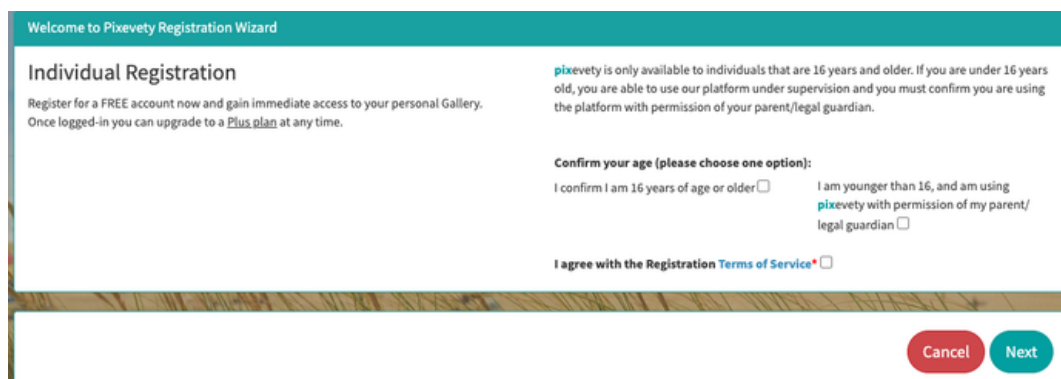 Welcome to Pixevety Registration Wizard
Individual Registration
Register for a FREE account now and gain immediate access to your personal Gallery.
Once logged-in you can upgrade to a Plus plan at any time.
pixevety is only available to individuals that are 16 years and older. If you are under 16 years
old, you are able to use our platform under supervision and you must confirm you are using
the platform with permission of your parent/legal guardian.
Confirm your age (please choose one option):
I confirm I am 16 years of age or older
I am younger than 16, and am using
pixevety with permission of my parent/
legal guardian
I agree with the Registration Terms of Service*
Cancel
Next